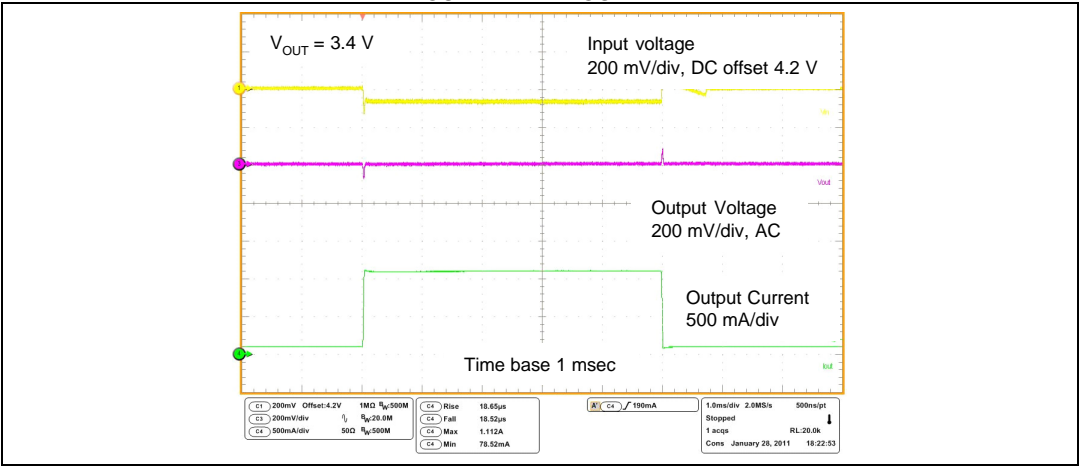 V_OUT = 3.4 V
Input voltage
200 mV/div, DC offset 4.2 V
1
Vout
Output Voltage
200 mV/div, AC
Output Current
500 mA/div
4
Time base 1 msec
Iout
C1 200mV Offset:4.2V 1MΩ BW:500M
C3 200mV/div BW:20.0M
C4 500mA/div 50Ω BW:500M
C4 Rise 18.65µs
C4 Fall 18.52µs
C4 Max 1.112A
C4 Min 78.52mA
A' C4 190mA
1.0ms/div 2.0MS/s 500ns/pt
Stopped
1 acqs RL:20.0k
Cons January 28, 2011 18:22:53